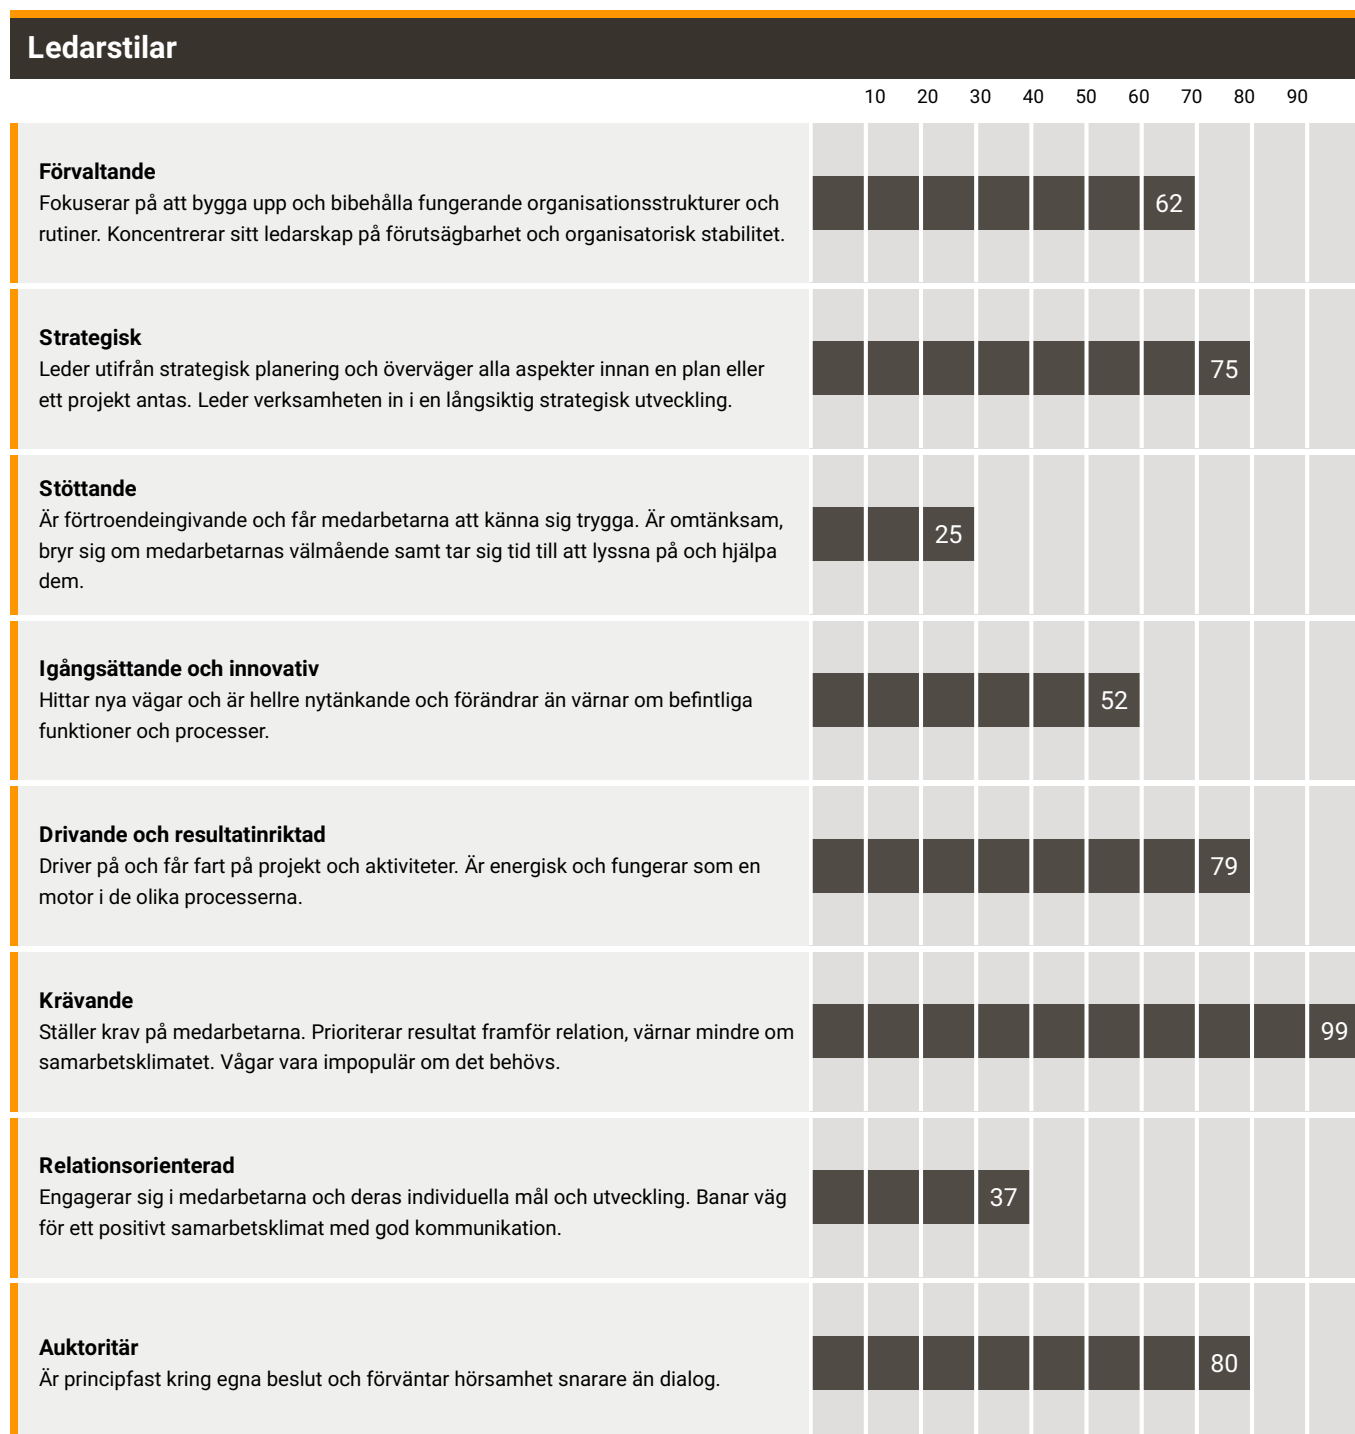 Ledarstilar
10 20 30 40 50 60 70 80 90
Förvaltande
Fokuserar på att bygga upp och bibehålla fungerande organisationsstrukturer och
rutiner. Koncentrerar sitt ledarskap på förutsägbarhet och organisatorisk stabilitet.
62
Strategisk
Leder utifrån strategisk planering och överväger alla aspekter innan en plan eller
ett projekt antas. Leder verksamheten in i en långsiktig strategisk utveckling.
75
Stöttande
Är förtroendeingivande och får medarbetarna att känna sig trygga. Är omtänksam,
bryr sig om medarbetarnas välmående samt tar sig tid till att lyssna på och hjälpa
dem.
25
Igångsättande och innovativ
Hittar nya vägar och är hellre nytänkande och förändrar än värnar om befintliga
funktioner och processer.
52
Drivande och resultatinriktad
Driver på och får fart på projekt och aktiviteter. Är energisk och fungerar som en
motor i de olika processerna.
79
Krävande
Ställer krav på medarbetarna. Prioriterar resultat framför relation, värnar mindre om
samarbetsklimatet. Vågar vara impopulär om det behövs.
99
Relationsorienterad
Engagerar sig i medarbetarna och deras individuella mål och utveckling. Banar väg
för ett positivt samarbetsklimat med god kommunikation.
37
Auktoritär
Är principfast kring egna beslut och förväntar hörsamhet snarare än dialog.
80